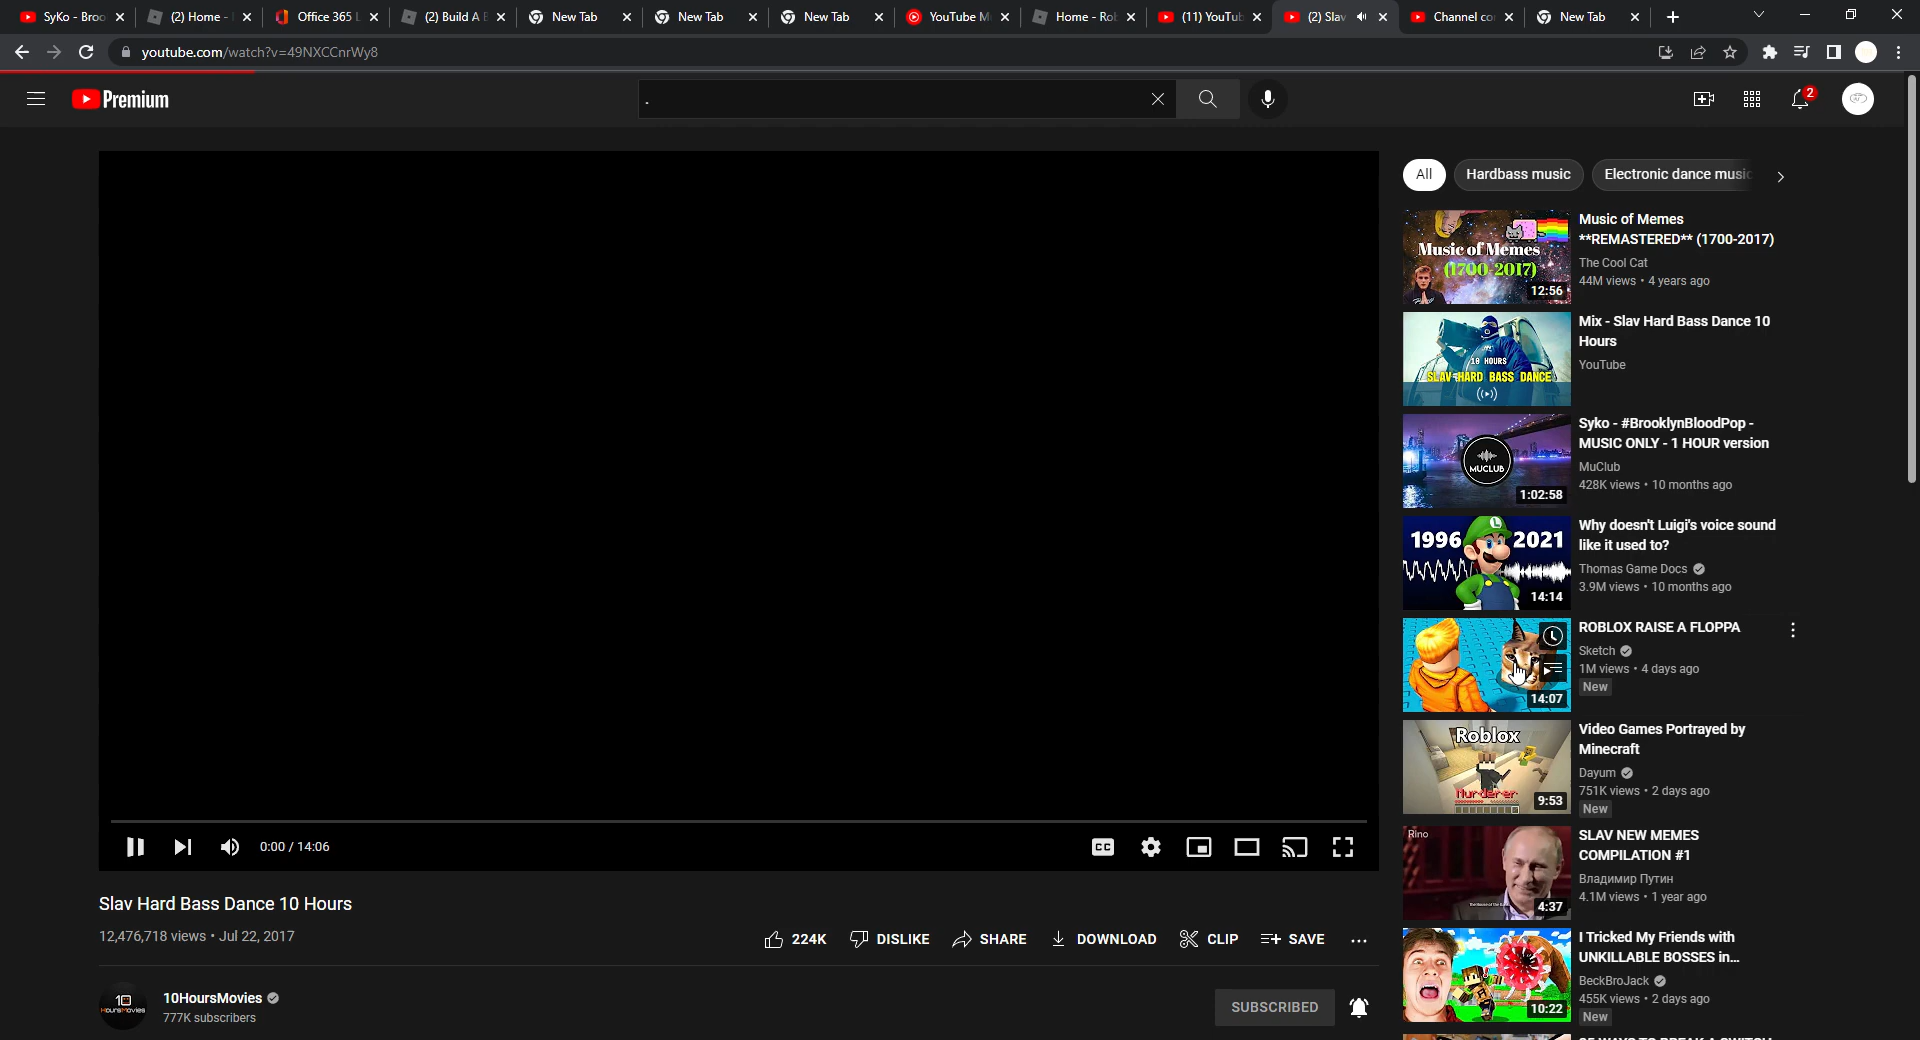 SyKo - Broo
(2) Home -
Office 365 L
(2) Build A B
New Tab
New Tab
New Tab
YouTube M
Home - Rob
(11) YouTub
(2) Slav
Channel co
New Tab
youtube.com/watch?v=49NXCCnrWy8
Premium
.
2
All
Hardbass music
Electronic dance music
Music of Memes
(1700-2017)
12:56
Music of Memes
**REMASTERED** (1700-2017)
The Cool Cat
44M views • 4 years ago
10 HOURS
SLAV HARD BASS DANCE
Mix - Slav Hard Bass Dance 10
Hours
YouTube
MUCLUB
1:02:58
Syko - #BrooklynBloodPop -
MUSIC ONLY - 1 HOUR version
MuClub
428K views • 10 months ago
1996
2021
L
14:14
Why doesn't Luigi's voice sound
like it used to?
Thomas Game Docs
3.9M views • 10 months ago
14:07
ROBLOX RAISE A FLOPPA
Sketch
1M views • 4 days ago
New
Roblox
Murderer
9:53
Video Games Portrayed by
Minecraft
Dayum
751K views • 2 days ago
New
Rino
4:37
SLAV NEW MEMES
COMPILATION #1
Владимир Путин
4.1M views • 1 year ago
10:22
I Tricked My Friends with
UNKILLABLE BOSSES in...
BeckBroJack
455K views • 2 days ago
New
0:00 / 14:06
CC
Slav Hard Bass Dance 10 Hours
12,476,718 views • Jul 22, 2017
224K
DISLIKE
SHARE
DOWNLOAD
CLIP
SAVE
10
HoursMovies
10HoursMovies
777K subscribers
SUBSCRIBED